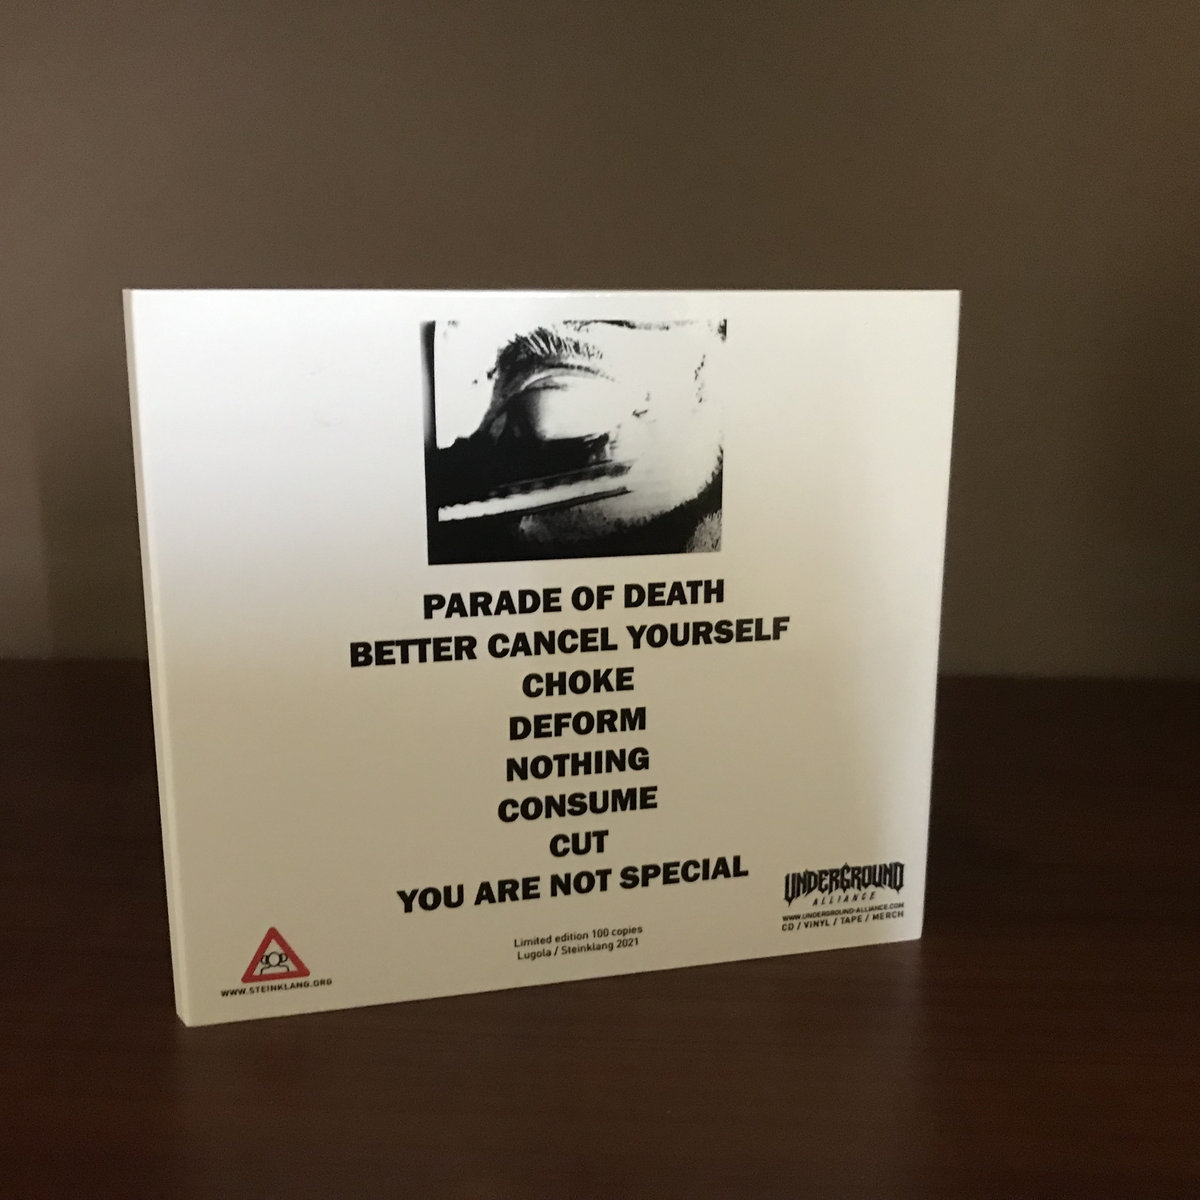 PARADE OF DEATH
BETTER CANCEL YOURSELF
CHOKE
DEFORM
NOTHING
CONSUME
CUT
YOU ARE NOT SPECIAL
Limited edition 100 copies
Lugola / Steinklang 2021
WWW.STEINKLANG.ORG
UNDERGROUND
ALLIANCE
WWW.UNDERGROUND-ALLIANCE.COM
CD / VINYL / TAPE / MERCH